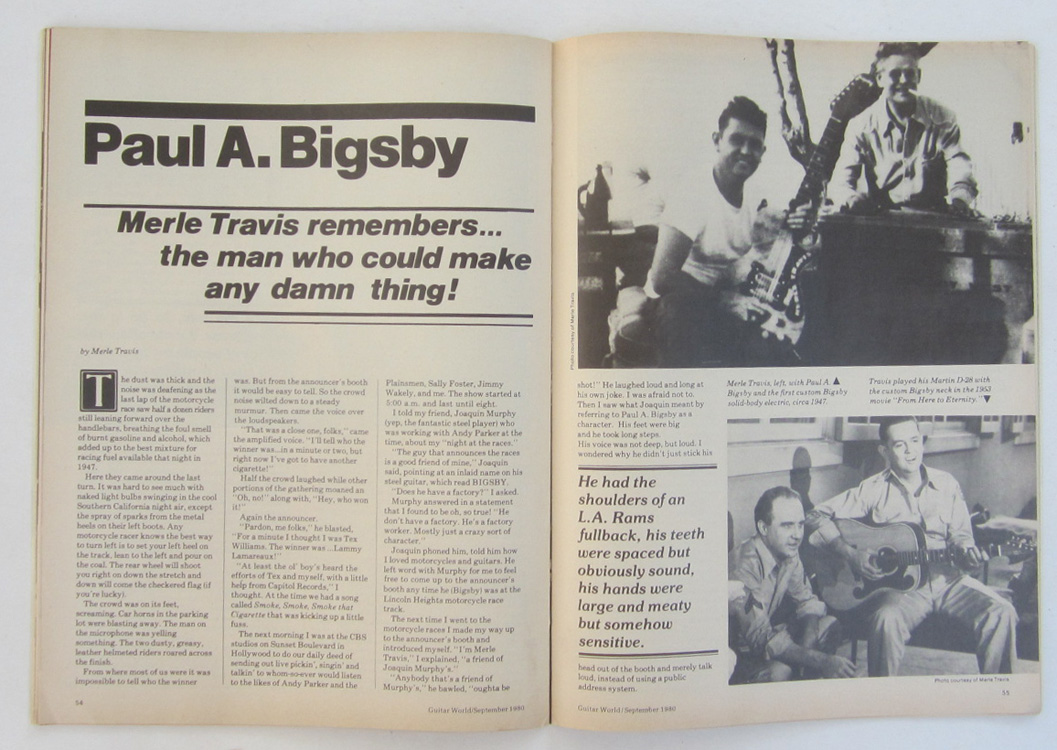 Paul A. Bigsby
Merle Travis remembers...
the man who could make
any damn thing!
by Merle Travis
The dust was thick and the
noise was deafening as the
last lap of the motorcycle
race saw half a dozen riders
still leaning forward over the
handlebars, breathing the foul smell
of burnt gasoline and alcohol, which
added up to the best mixture for
racing fuel available that night in
1947.
Here they came around the last
turn. It was hard to see much with
naked light bulbs swinging in the cool
Southern California night air, except
the spray of sparks from the metal
heels on their left boots. Any
motorcycle racer knows the best way
to turn left is to set your left heel on
the track, lean to the left and pour on
the coal. The rear wheel will shoot
you right on down the stretch and
down will come the checkered flag (if
you're lucky).
The crowd was on its feet,
screaming. Car horns in the parking
lot were blasting away. The man on
the microphone was yelling
something. The two dusty, greasy,
leather helmeted riders roared across
the finish.
From where most of us were it was
impossible to tell who the winner
54
was. But from the announcer's booth
it would be easy to tell. So the crowd
noise wilted down to a steady
murmur. Then came the voice over
the loudspeakers.
"That was a close one, folks," came
the amplified voice. "I'll tell who the
winner was...in a minute or two, but
right now I've got to have another
cigarette!"
Half the crowd laughed while other
portions of the gathering moaned an
"Oh, no!" along with, "Hey, who won
it!"
Again the announcer.
"Pardon, me folks," he blasted,
"For a minute I thought I was Tex
Williams. The winner was...Lammy
Lamareaux!"
"At least the ol' boy's heard the
efforts of Tex and myself, with a little
help from Capitol Records," I
thought. At the time we had a song
called Smoke, Smoke, Smoke that
Cigarette that was kicking up a little
fuss.
The next morning I was at the CBS
studios on Sunset Boulevard in
Hollywood to do our daily deed of
sending out live pickin', singin' and
talkin' to whom-so-ever would listen
to the likes of Andy Parker and the
Plainsmen, Sally Foster, Jimmy
Wakely, and me. The show started at
5:00 a.m. and last until eight.
I told my friend, Joaquin Murphy
(yep, the fantastic steel player) who
was working with Andy Parker at the
time, about my "night at the races."
"The guy that announces the races
is a good friend of mine," Joaquin
said, pointing at an inlaid name on his
steel guitar, which read BIGSBY.
"Does he have a factory?" I asked.
Murphy answered in a statement
that I found to be oh, so true! "He
don't have a factory. He's a factory
worker. Mostly just a crazy sort of
character."
Joaquin phoned him, told him how
I loved motorcycles and guitars. He
left word with Murphy for me to feel
free to come up to the announcer's
booth any time he (Bigsby) was at the
Lincoln Heights motorcycle race
track.
The next time I went to the
motorcycle races I made my way up
to the announcer's booth and
introduced myself. "I'm Merle
Travis," I explained, "a friend of
Joaquin Murphy's."
"Anybody that's a friend of
Murphy's," he bawled, "oughta be
Guitar World/September 1980
Photo courtesy of Merle Travis
shot!" He laughed loud and long at
his own joke. I was afraid not to.
Then I saw what Joaquin meant by
referring to Paul A. Bigsby as a
character. His feet were big
and he took long steps.
His voice was not deep, but loud. I
wondered why he didn't just stick his
He had the
shoulders of an
L.A. Rams
fullback, his teeth
were spaced but
obviously sound,
his hands were
large and meaty
but somehow
sensitive.
head out of the booth and merely talk
loud, instead of using a public
address system.
Merle Travis, left, with Paul A. ▲
Bigsby and the first custom Bigsby
solid-body electric, circa 1947.
Travis played his Martin D-28 with
the custom Bigsby neck in the 1953
movie "From Here to Eternity." ▼
Photo courtesy of Merle Travis
Guitar World/September 1980
55